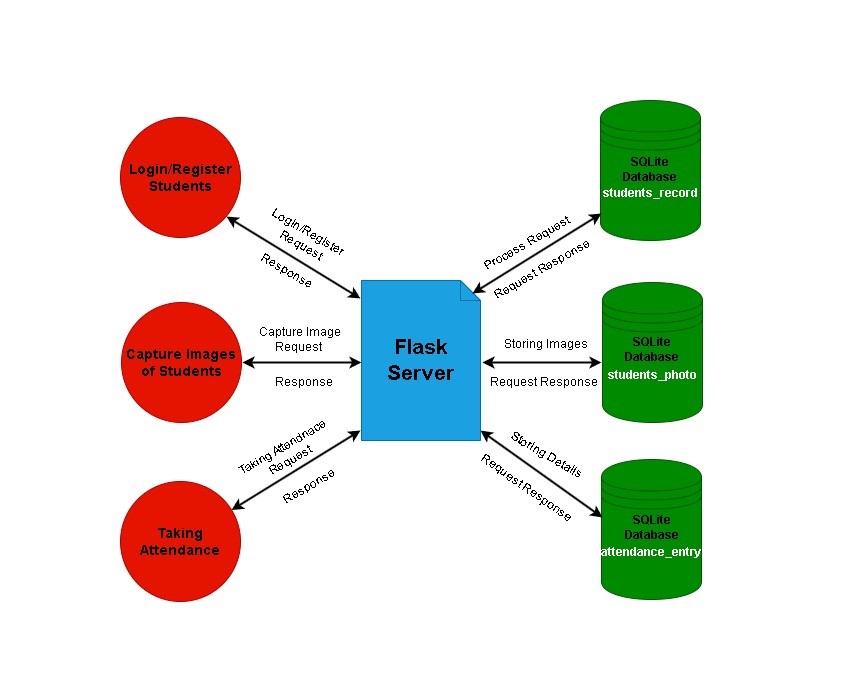 Login/Register
Students
Login/Register
Request
Response
Process Request
Request Response
SQLite
Database
students_record
Capture Images
of Students
Capture Image
Request
Response
Flask
Server
Storing Images
Request Response
SQLite
Database
students_photo
Taking
Attendance
Taking Attendnace
Request
Response
Storing Details
Request Response
SQLite
Database
attendance_entry